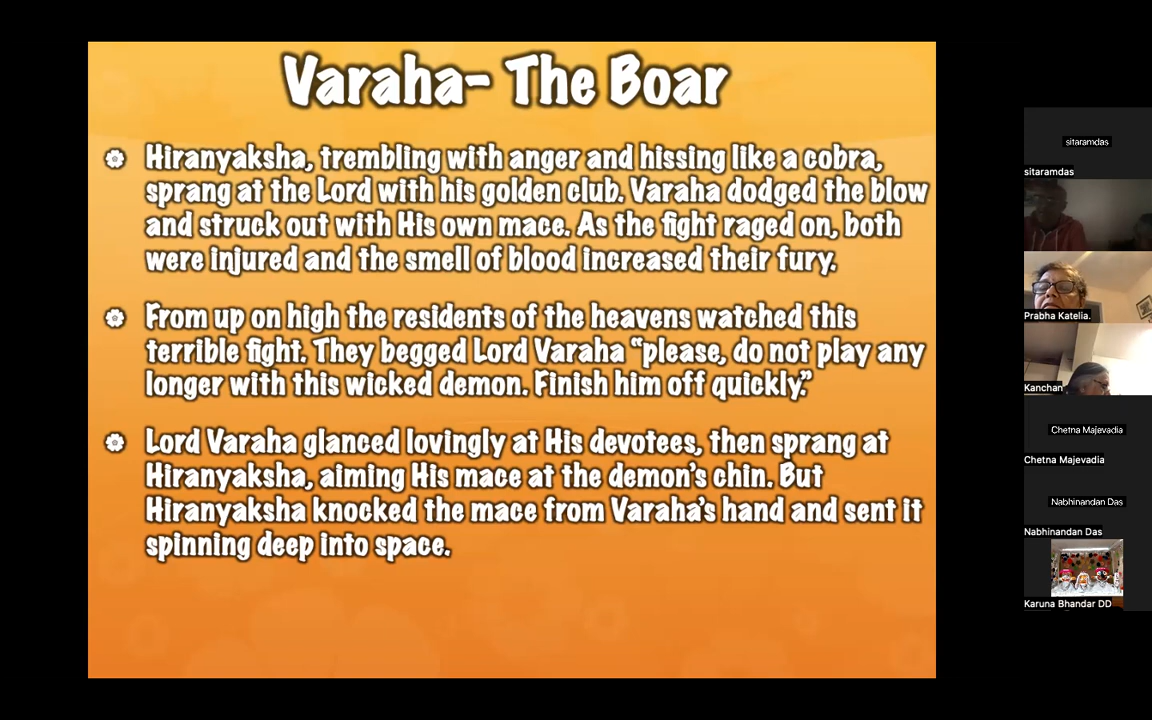 Varaha- The Boar
Hiranyaksha, trembling with anger and hissing like a cobra,
sprang at the Lord with his golden club. Varaha dodged the blow
and struck out with His own mace. As the fight raged on, both
were injured and the smell of blood increased their fury.
From up on high the residents of the heavens watched this
terrible fight. They begged Lord Varaha “please, do not play any
longer with this wicked demon. Finish him off quickly.”
Lord Varaha glanced lovingly at His devotees, then sprang at
Hiranyaksha, aiming His mace at the demon’s chin. But
Hiranyaksha knocked the mace from Varaha’s hand and sent it
spinning deep into space.
sitaramdas
sitaramdas
Prabha Katelia.
Kanchan
Chetna Majevadia
Chetna Majevadia
Nabhinandan Das
Nabhinandan Das
Karuna Bhandar DD